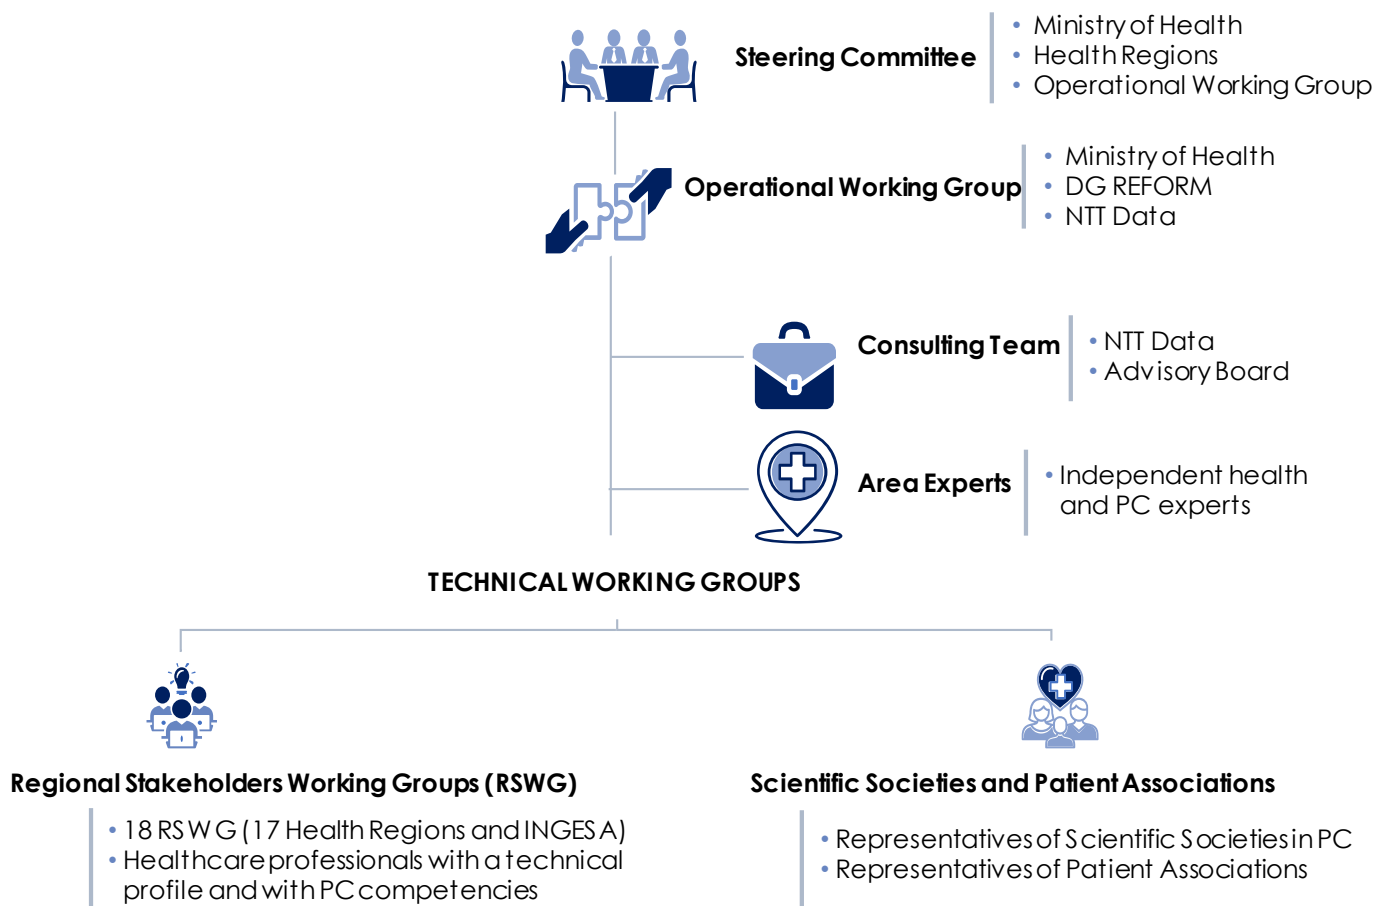 Steering Committee
• Ministry of Health
• Health Regions
• Operational Working Group
Operational Working Group
• Ministry of Health
• DG REFORM
• NTT Data
Consulting Team
• NTT Data
• Advisory Board
Area Experts
• Independent health
and PC experts
TECHNICAL WORKING GROUPS
Regional Stakeholders Working Groups (RSWG)
• 18 RSWG (17 Health Regions and INGESA)
• Healthcare professionals with a technical
profile and with PC competencies
Scientific Societies and Patient Associations
• Representatives of Scientific Societies in PC
• Representatives of Patient Associations